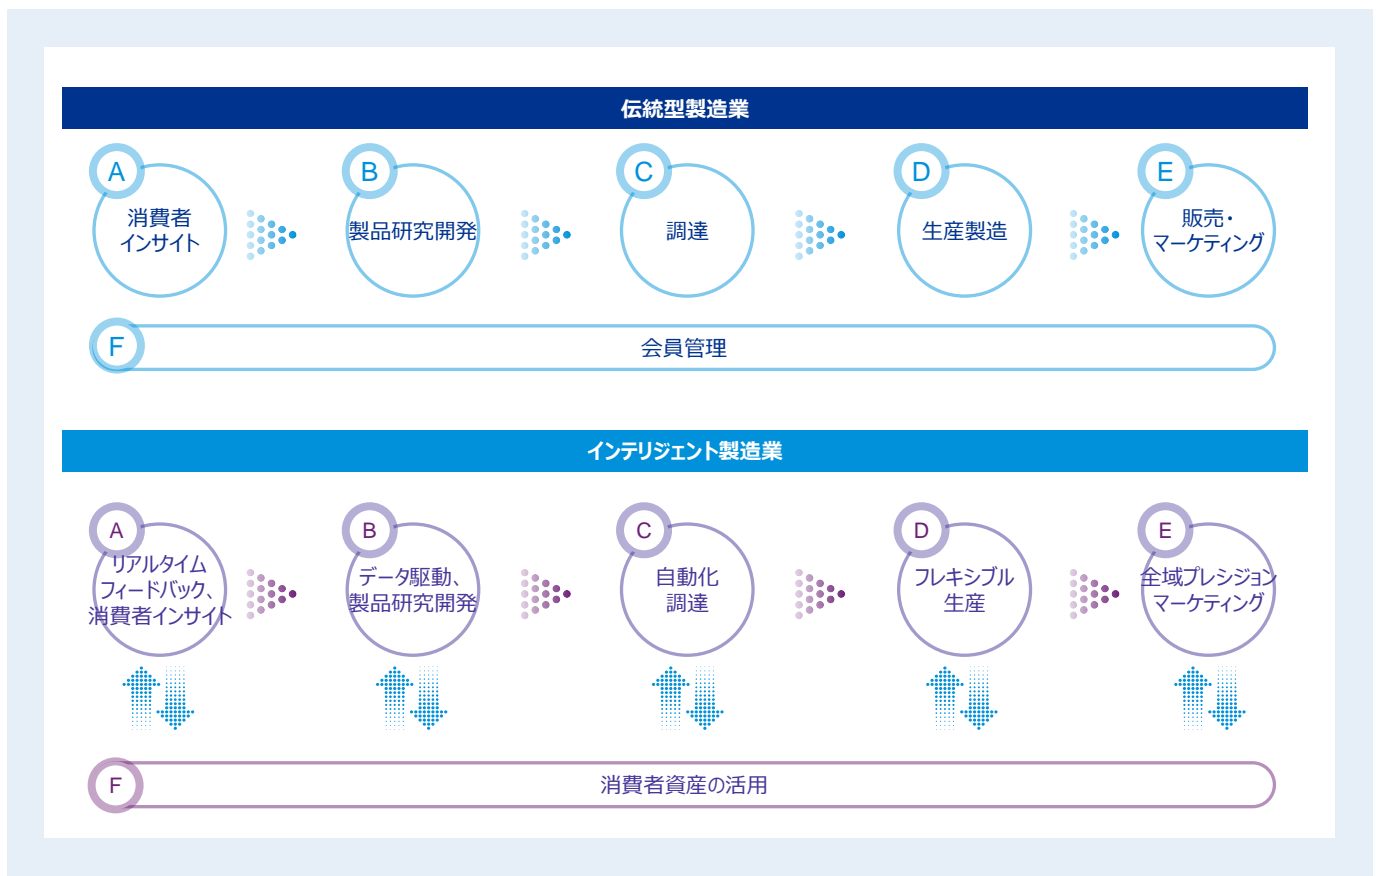 伝統型製造業
A
消費者
インサイト
B
製品研究開発
C
調達
D
生産製造
E
販売・
マーケティング
F
会員管理
インテリジェント製造業
A
リアルタイム
フィードバック、
消費者インサイト
B
データ駆動、
製品研究開発
C
自動化
調達
D
フレキシブル
生産
E
全域プレシジョン
マーケティング
F
消費者資産の活用